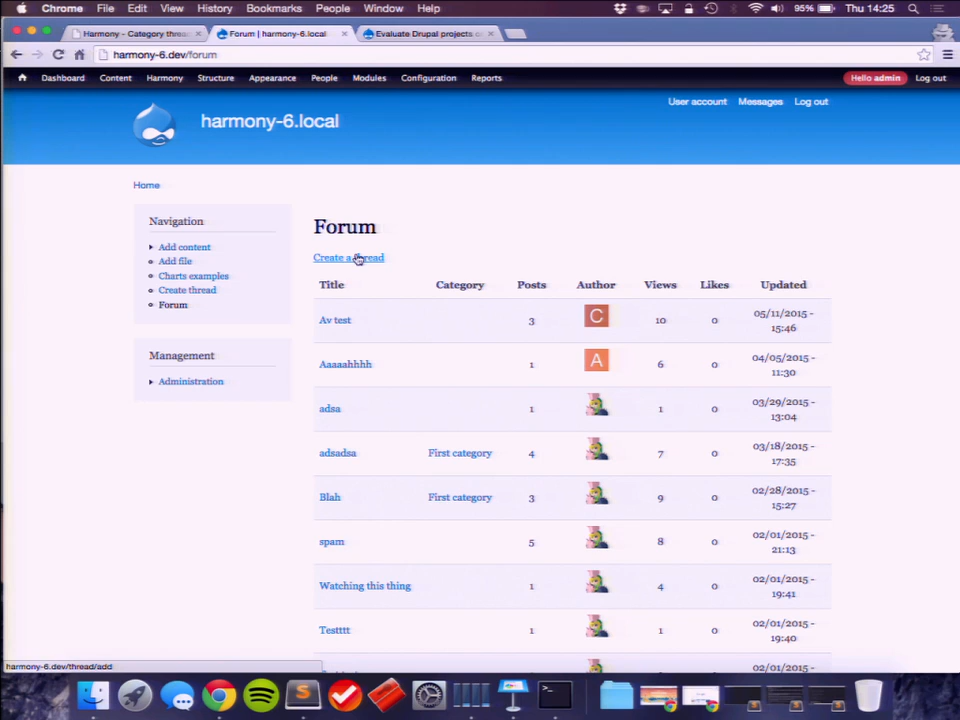 Chrome File Edit View History Bookmarks People Window Help 95% Thu 14:25
Harmony - Category threa Forum | harmony-6.local Evaluate Drupal projects o
harmony-6.dev/forum
Dashboard Content Harmony Structure Appearance People Modules Configuration Reports Hello admin Log out
User account Messages Log out
harmony-6.local
Home
Navigation
Add content
Add file
Charts examples
Create thread
Forum
Management
Administration
Forum
Create a thread
Title Category Posts Author Views Likes Updated
Av test 3 C 10 0 05/11/2015 - 15:46
Aaaaahhhh 1 A 6 0 04/05/2015 - 11:30
adsa 1 1 0 03/29/2015 - 13:04
adsadsa First category 4 7 0 03/18/2015 - 17:35
Blah First category 3 9 0 02/28/2015 - 15:27
spam 5 8 0 02/01/2015 - 21:13
Watching this thing 1 4 0 02/01/2015 - 19:41
Testttt 1 1 0 02/01/2015 - 19:40
02/01/2015 -
harmony-6.dev/thread/add